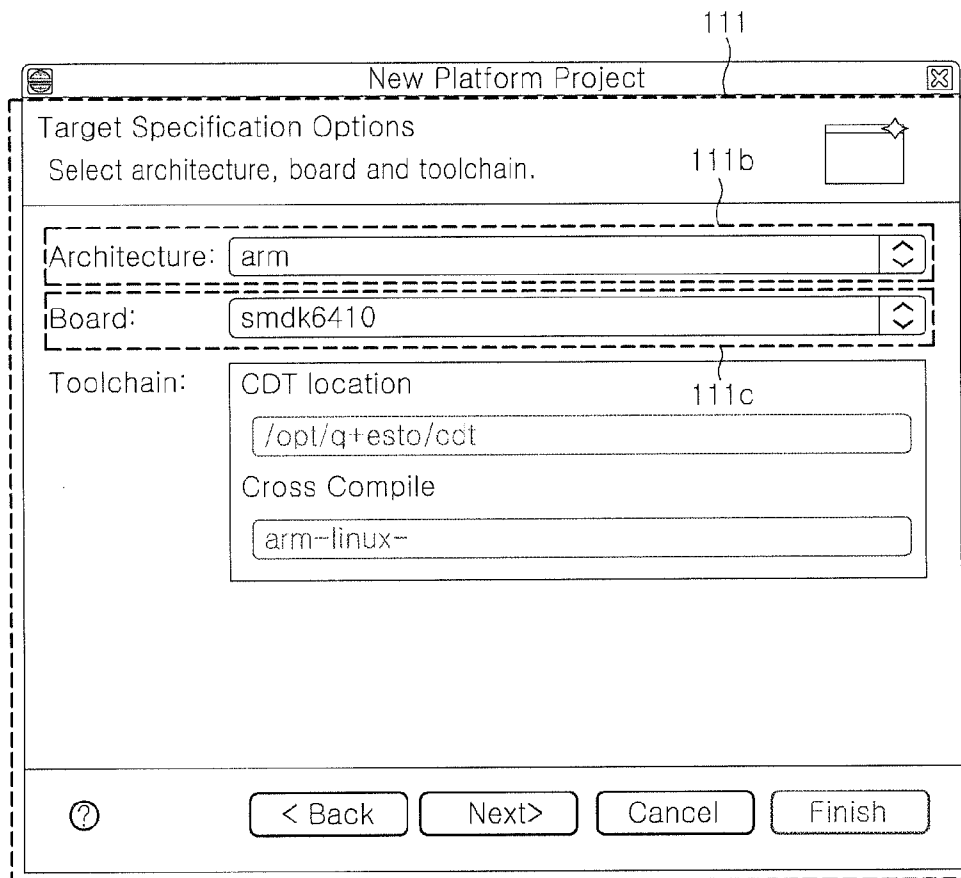 111
New Platform Project
Target Specification Options
Select architecture, board and toolchain.
111b
Architecture: arm
Board: smdk6410
Toolchain: CDT location
111c
/opt/q+esto/cdt
Cross Compile
arm-linux-
? < Back Next> Cancel Finish